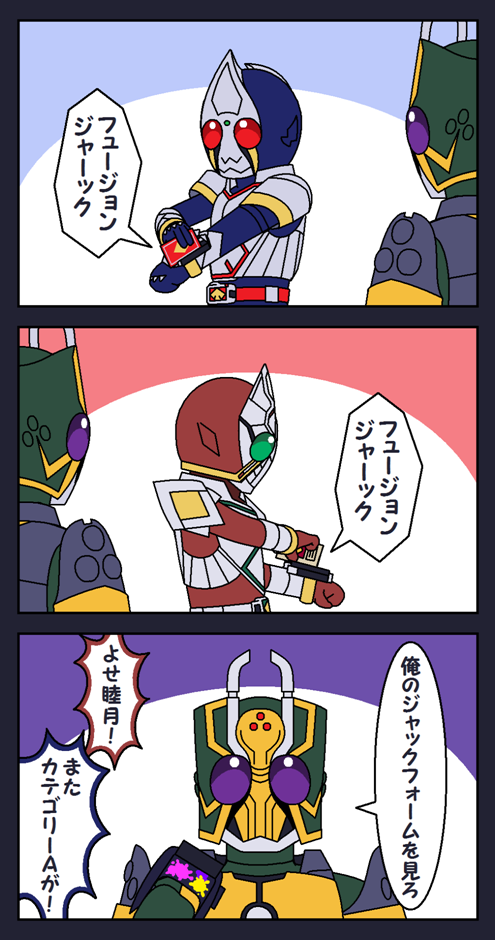 フュージョン
ジャーック
フュージョン
ジャーック
俺のジャックフォームを見ろ
よせ睦月！
また
カテゴリーAが！